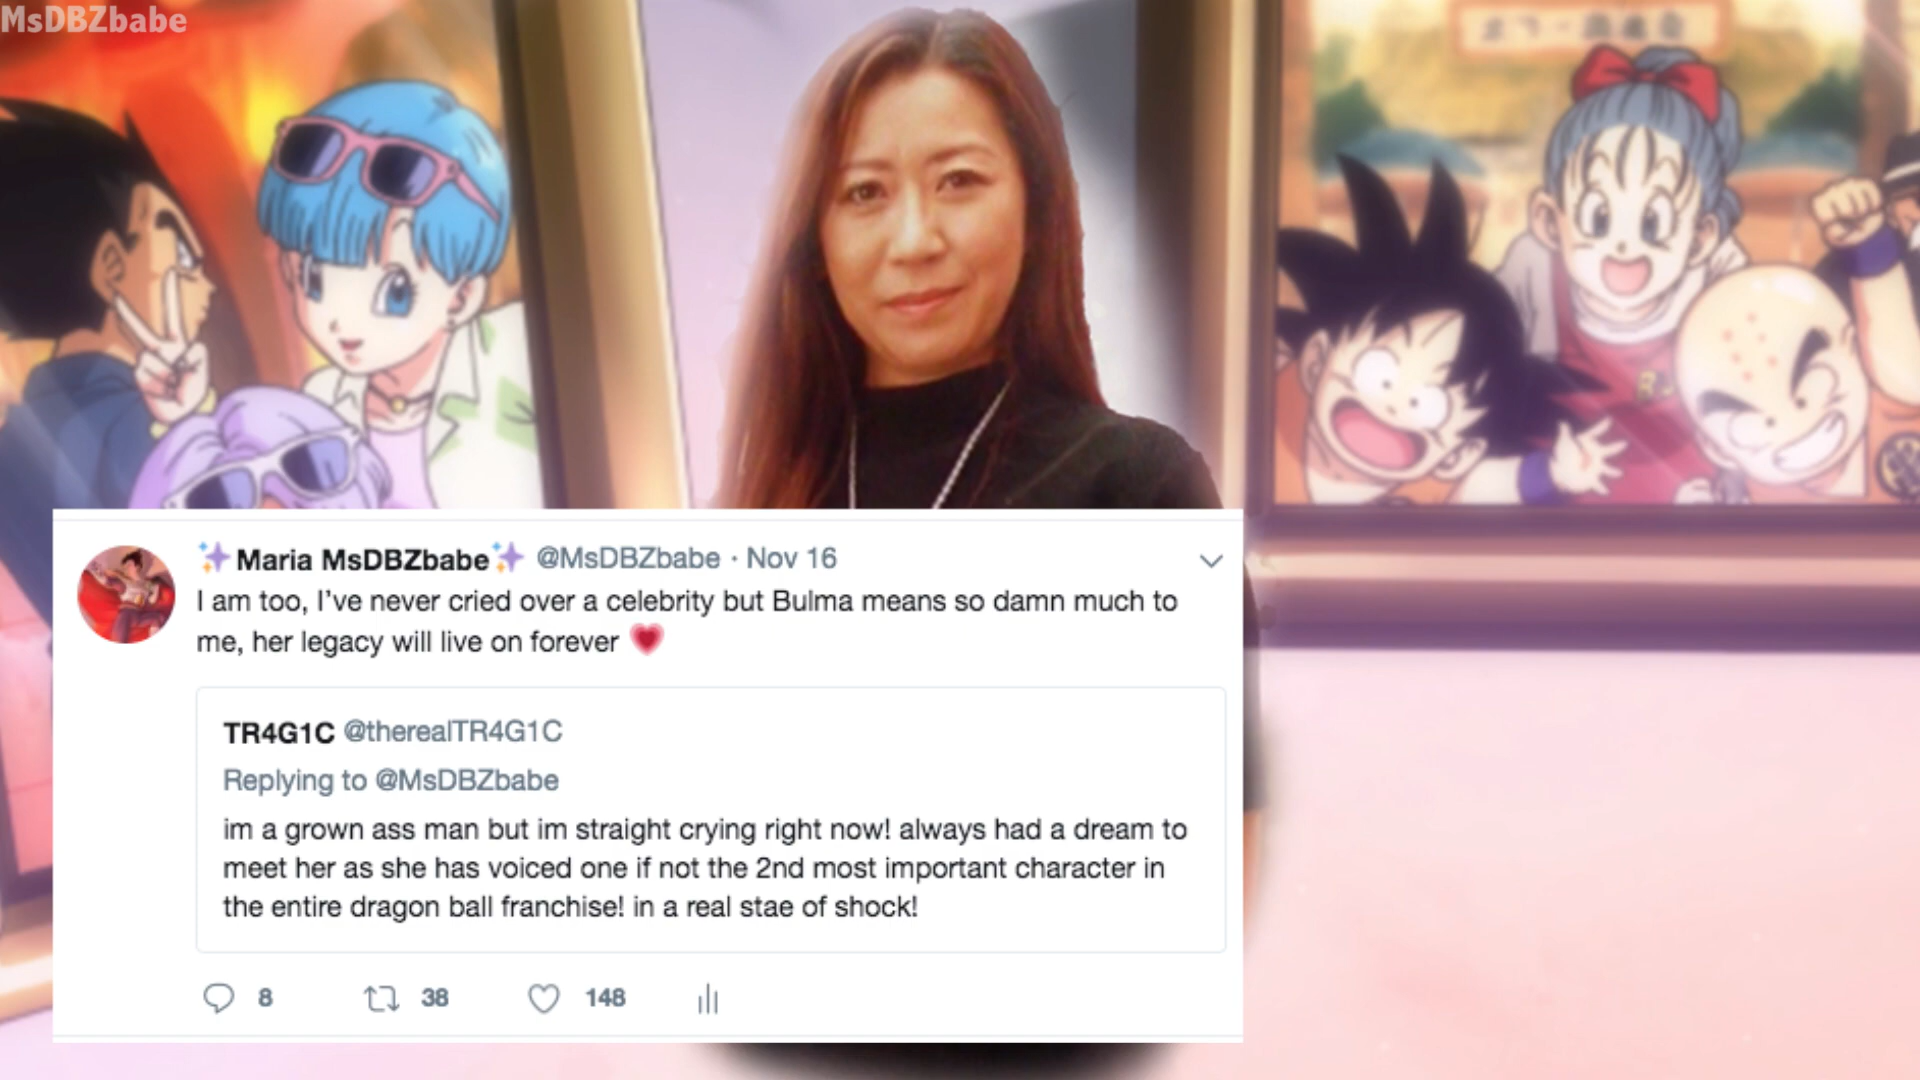 MsDBZbabe
✨Maria MsDBZbabe✨ @MsDBZbabe · Nov 16
I am too, I've never cried over a celebrity but Bulma means so damn much to
me, her legacy will live on forever 💗
TR4G1C @therealTR4G1C
Replying to @MsDBZbabe
im a grown ass man but im straight crying right now! always had a dream to
meet her as she has voiced one if not the 2nd most important character in
the entire dragon ball franchise! in a real stae of shock!
8 38 148